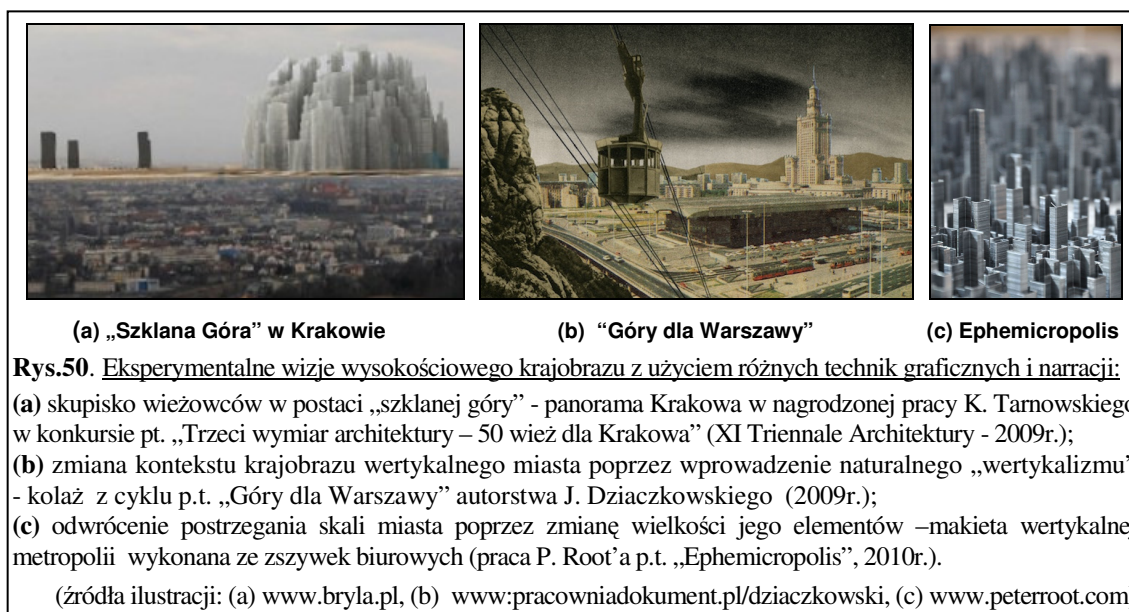 (a) „Szklana Góra” w Krakowie
(b) “Góry dla Warszawy”
(c) Ephemicropolis
Rys.50. Eksperymentalne wizje wysokościowego krajobrazu z użyciem różnych technik graficznych i narracji:
(a) skupisko wieżowców w postaci „szklanej góry” - panorama Krakowa w nagrodzonej pracy K. Tarnowskiego
w konkursie pt. „Trzeci wymiar architektury – 50 wież dla Krakowa” (XI Triennale Architektury - 2009r.);
(b) zmiana kontekstu krajobrazu wertykalnego miasta poprzez wprowadzenie naturalnego „wertykalizmu”
- kolaż z cyklu p.t. „Góry dla Warszawy” autorstwa J. Dziaczkowskiego (2009r.);
(c) odwrócenie postrzegania skali miasta poprzez zmianę wielkości jego elementów –makieta wertykalnej
metropolii wykonana ze zszywek biurowych (praca P. Root'a p.t. „Ephemicropolis”, 2010r.).
(źródła ilustracji: (a) www.bryla.pl, (b) www:pracowniadokument.pl/dziaczkowski, (c) www.peterroot.com